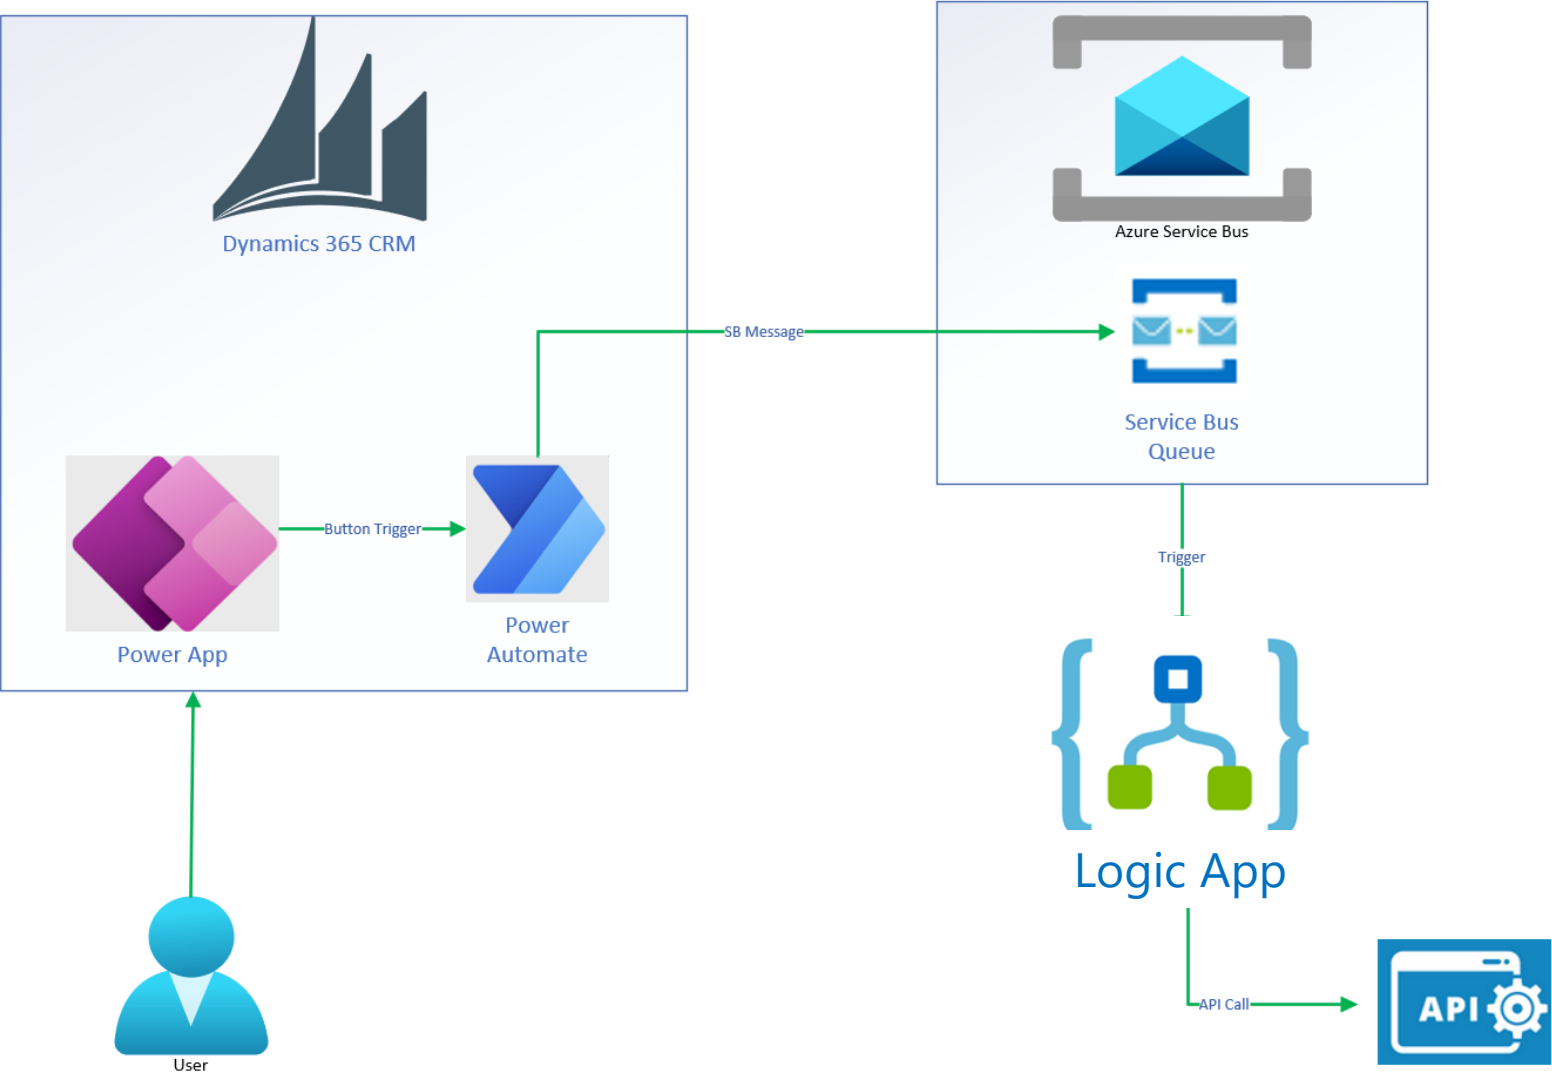 Dynamics 365 CRM
Azure Service Bus
SB Message
Service Bus
Queue
Button Trigger
Power App
Power
Automate
Trigger
Logic App
API Call
API
User